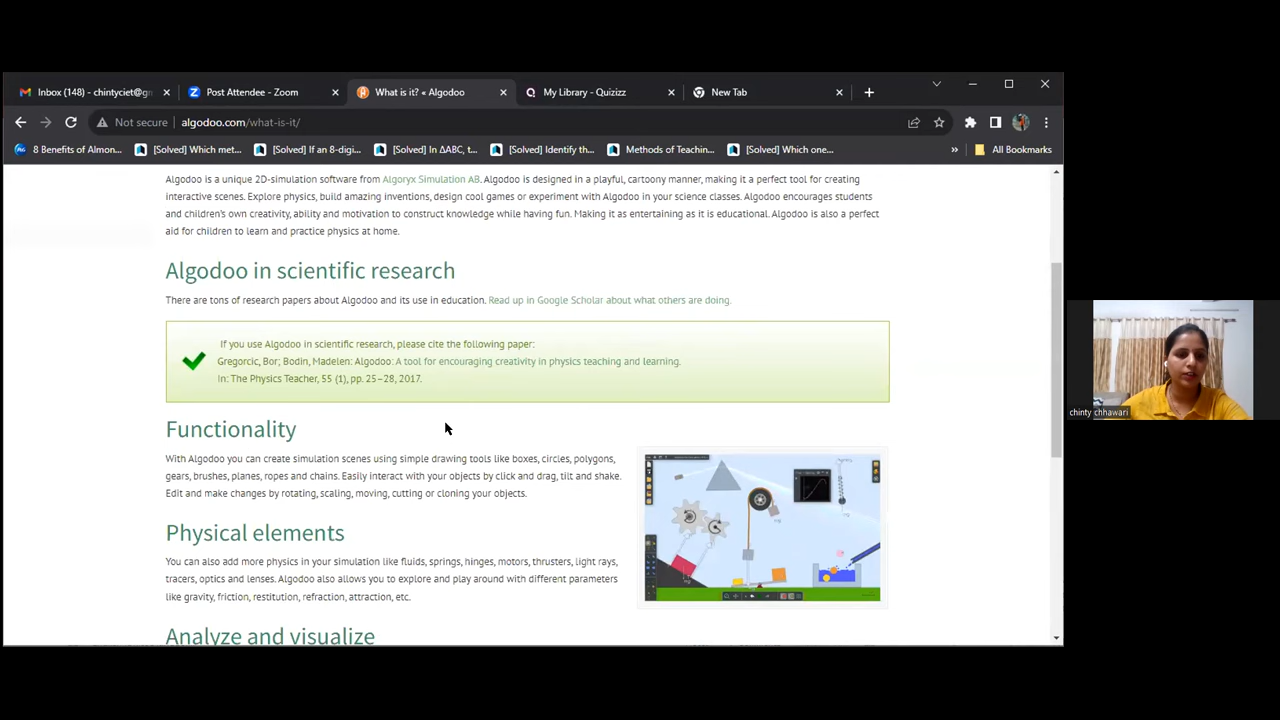 Inbox (148) - chintyciet@gm
Post Attendee - Zoom
What is it? « Algodoo
My Library - Quizizz
New Tab
Not secure
algodoo.com/what-is-it/
8 Benefits of Almon...
[Solved] Which met...
[Solved] If an 8-digi...
[Solved] In ΔABC, t...
[Solved] Identify th...
Methods of Teachin...
[Solved] Which one...
»
All Bookmarks
Algodoo is a unique 2D-simulation software from Algoryx Simulation AB. Algodoo is designed in a playful, cartoony manner, making it a perfect tool for creating
interactive scenes. Explore physics, build amazing inventions, design cool games or experiment with Algodoo in your science classes. Algodoo encourages students
and children's own creativity, ability and motivation to construct knowledge while having fun. Making it as entertaining as it is educational. Algodoo is also a perfect
aid for children to learn and practice physics at home.
Algodoo in scientific research
There are tons of research papers about Algodoo and its use in education. Read up in Google Scholar about what others are doing.
If you use Algodoo in scientific research, please cite the following paper:
Gregorcic, Bor; Bodin, Madelen: Algodoo: A tool for encouraging creativity in physics teaching and learning.
In: The Physics Teacher, 55 (1), pp. 25–28, 2017.
Functionality
With Algodoo you can create simulation scenes using simple drawing tools like boxes, circles, polygons,
gears, brushes, planes, ropes and chains. Easily interact with your objects by click and drag, tilt and shake.
Edit and make changes by rotating, scaling, moving, cutting or cloning your objects.
Physical elements
You can also add more physics in your simulation like fluids, springs, hinges, motors, thrusters, light rays,
tracers, optics and lenses. Algodoo also allows you to explore and play around with different parameters
like gravity, friction, restitution, refraction, attraction, etc.
Analyze and visualize
chinty chhawari